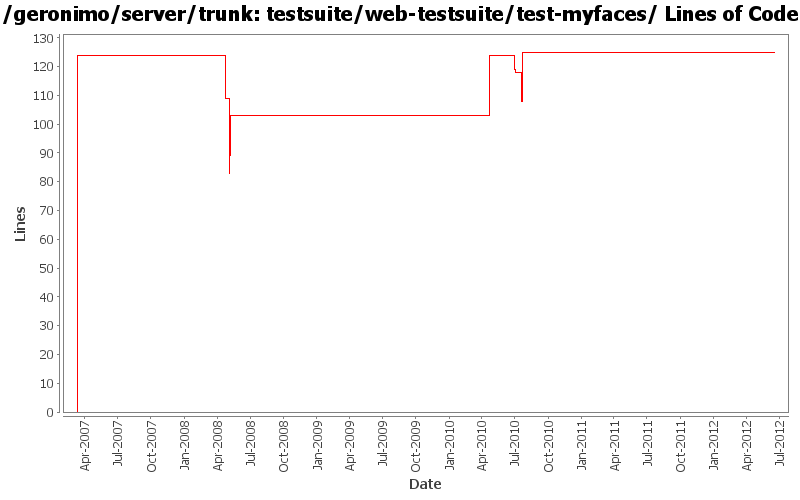 /geronimo/server/trunk: testsuite/web-testsuite/test-myfaces/ Lines of Code
130
120
110
100
90
80
70
60
50
40
30
20
10
0
Lines
Apr-2007
Jul-2007
Oct-2007
Jan-2008
Apr-2008
Jul-2008
Oct-2008
Jan-2009
Apr-2009
Jul-2009
Oct-2009
Jan-2010
Apr-2010
Jul-2010
Oct-2010
Jan-2011
Apr-2011
Jul-2011
Oct-2011
Jan-2012
Apr-2012
Jul-2012
Date